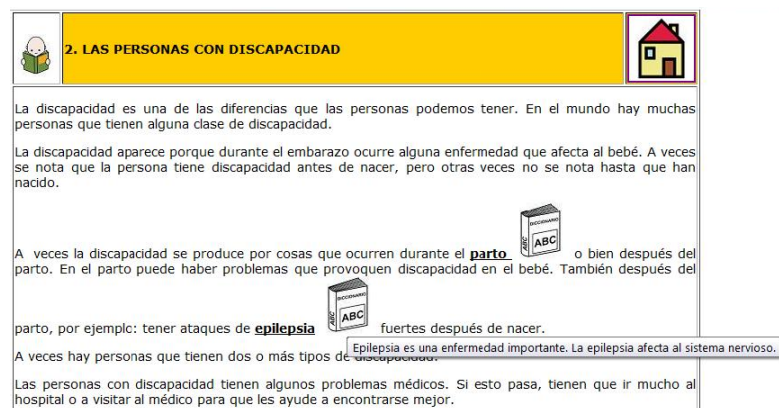 2. LAS PERSONAS CON DISCAPACIDAD
La discapacidad es una de las diferencias que las personas podemos tener. En el mundo hay muchas
personas que tienen alguna clase de discapacidad.
La discapacidad aparece porque durante el embarazo ocurre alguna enfermedad que afecta al bebé. A veces
se nota que la persona tiene discapacidad antes de nacer, pero otras veces no se nota hasta que han
nacido.
DICCIONARIO
ABC
ABC
A veces la discapacidad se produce por cosas que ocurren durante el parto o bien después del
parto. En el parto puede haber problemas que provoquen discapacidad en el bebé. También después del
DICCIONARIO
ABC
ABC
parto, por ejemplo: tener ataques de epilepsia fuertes después de nacer.
Epilepsia es una enfermedad importante. La epilepsia afecta al sistema nervioso.
A veces hay personas que tienen dos o más tipos de discapacidad.
Las personas con discapacidad tienen algunos problemas médicos. Si esto pasa, tienen que ir mucho al
hospital o a visitar al médico para que les ayude a encontrarse mejor.